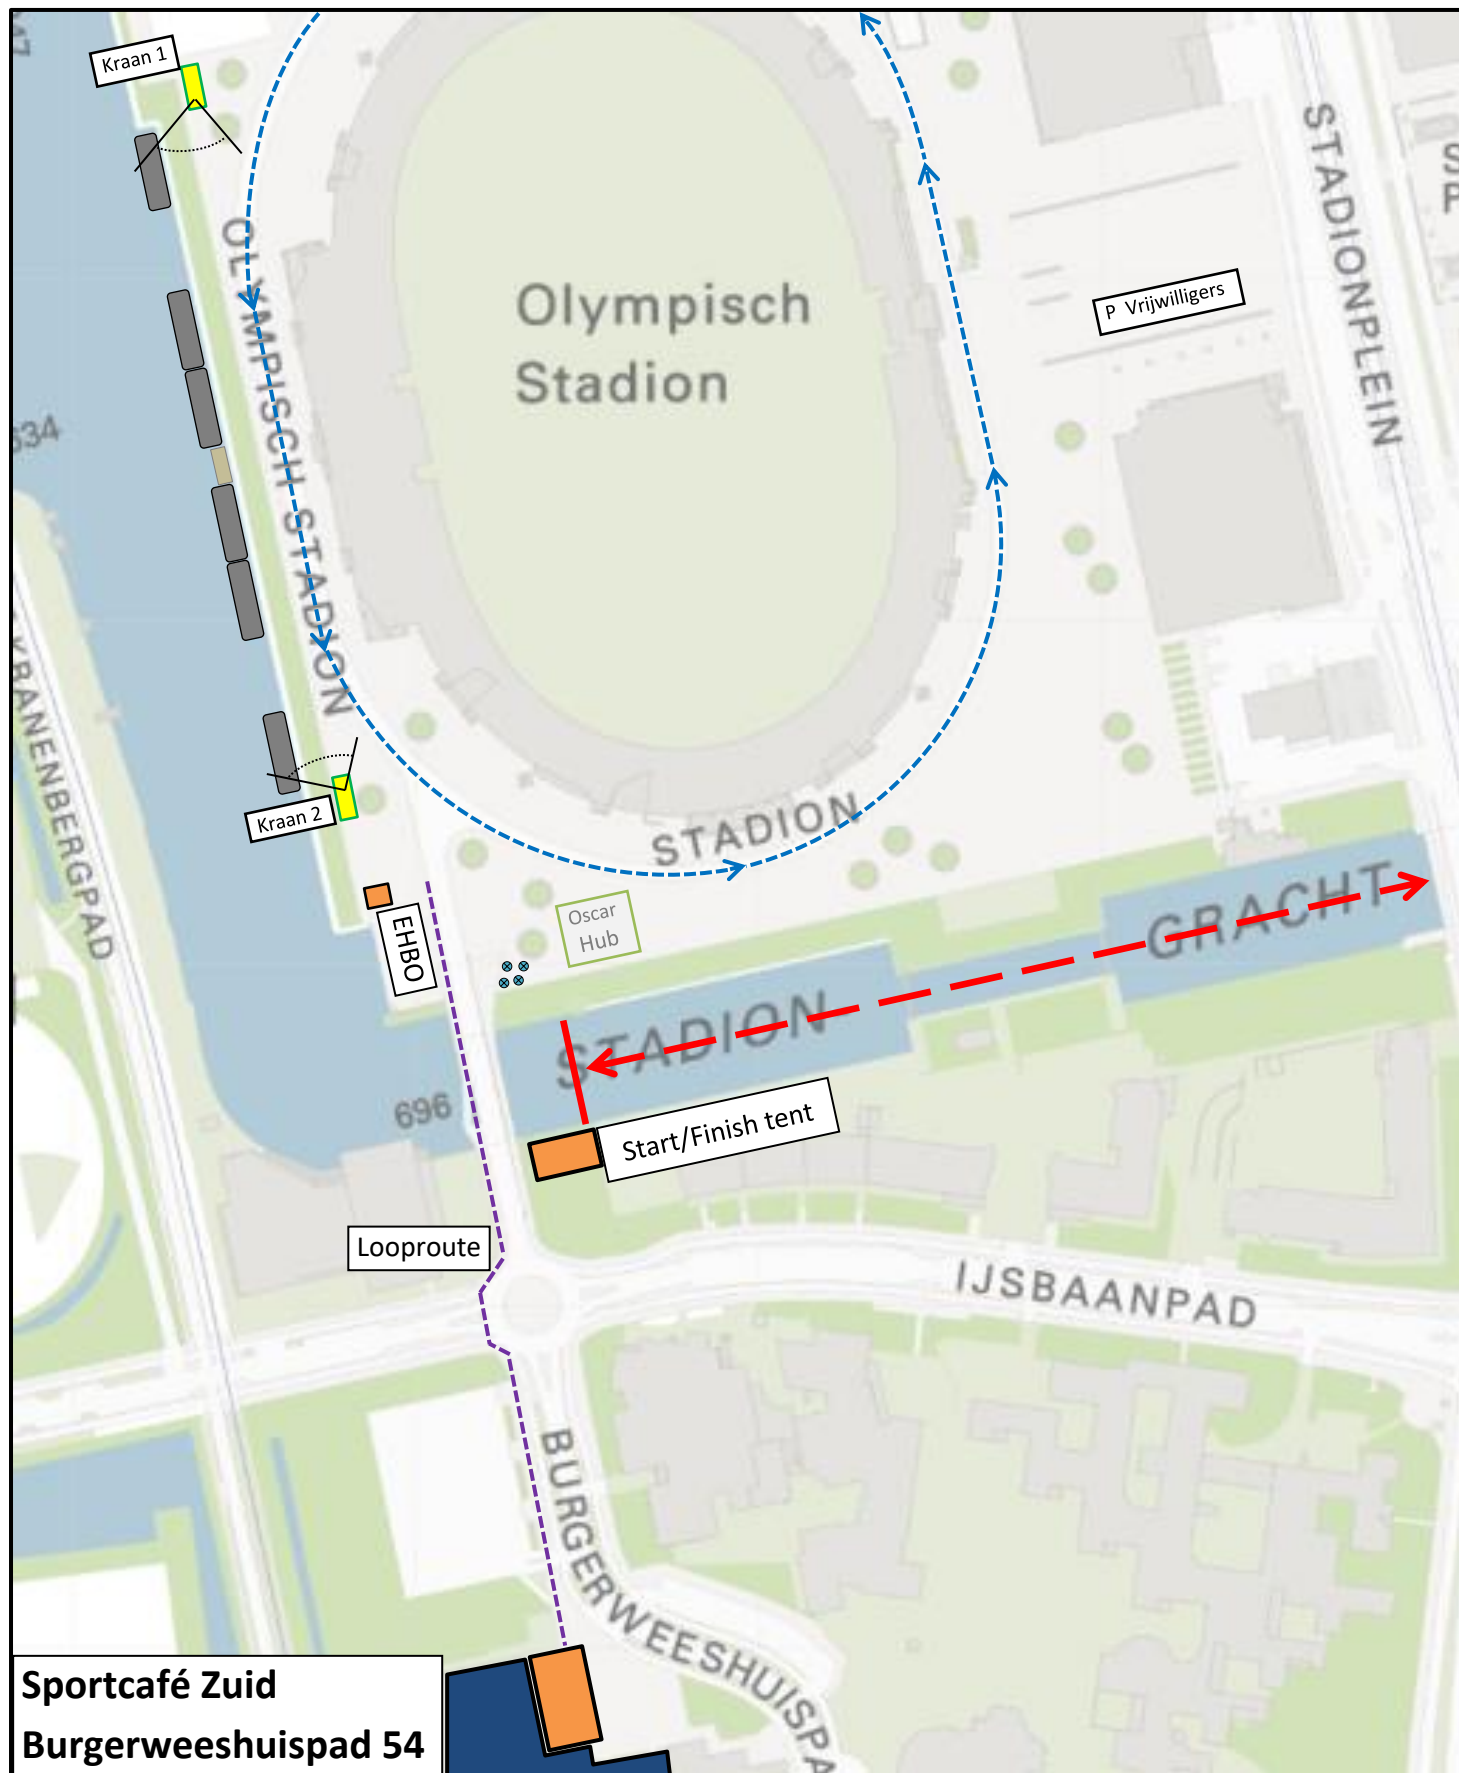 Kraan 1
OLYMPISCH STADION
Olympisch
Stadion
STADIONPLEIN
P Vrijwilligers
634
KRANENBERGPAD
Kraan 2
STADION
EHBO
Oscar
Hub
STADION GRACHT
696
Start/Finish tent
Looproute
IJSBAANPAD
BURGERWEESHUISPA
Sportcafé Zuid
Burgerweeshuispad 54